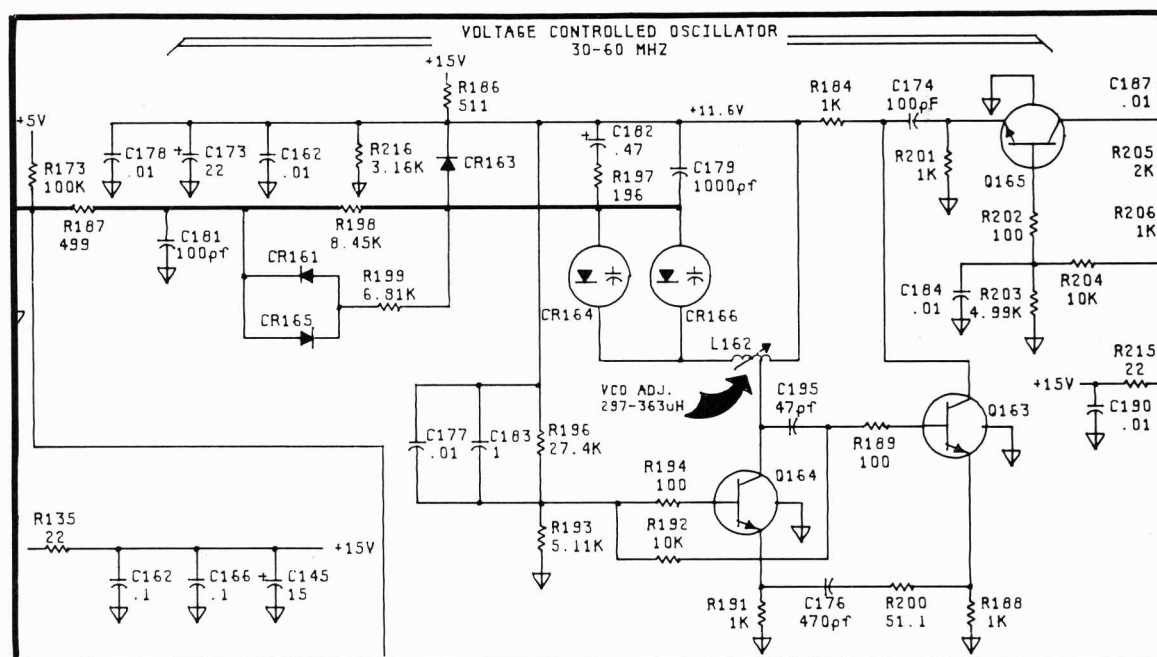 VOLTAGE CONTROLLED OSCILLATOR
30-60 MHZ
+15V
R186
511
+5V
R173
100K
C178
.01
+
C173
22
C162
.01
R216
3.16K
CR163
+
C182
.47
R197
196
+11.6V
C179
1000pf
R184
1K
C174
100pF
R201
1K
Q165
C187
.01
R205
2K
R206
1K
R187
499
C181
100pf
R198
8.45K
CR161
CR165
R199
6.81K
CR164
CR166
R202
100
C184
.01
R203
4.99K
R204
10K
L162
VCO ADJ.
297-363uH
C195
47pf
R189
100
Q163
+15V
R215
22
C190
.01
C177
.01
C183
1
R196
27.4K
R194
100
Q164
R193
5.11K
R192
10K
R135
22
+15V
C162
.1
C166
.1
+
C145
15
R191
1K
C176
470pf
R200
51.1
R188
1K